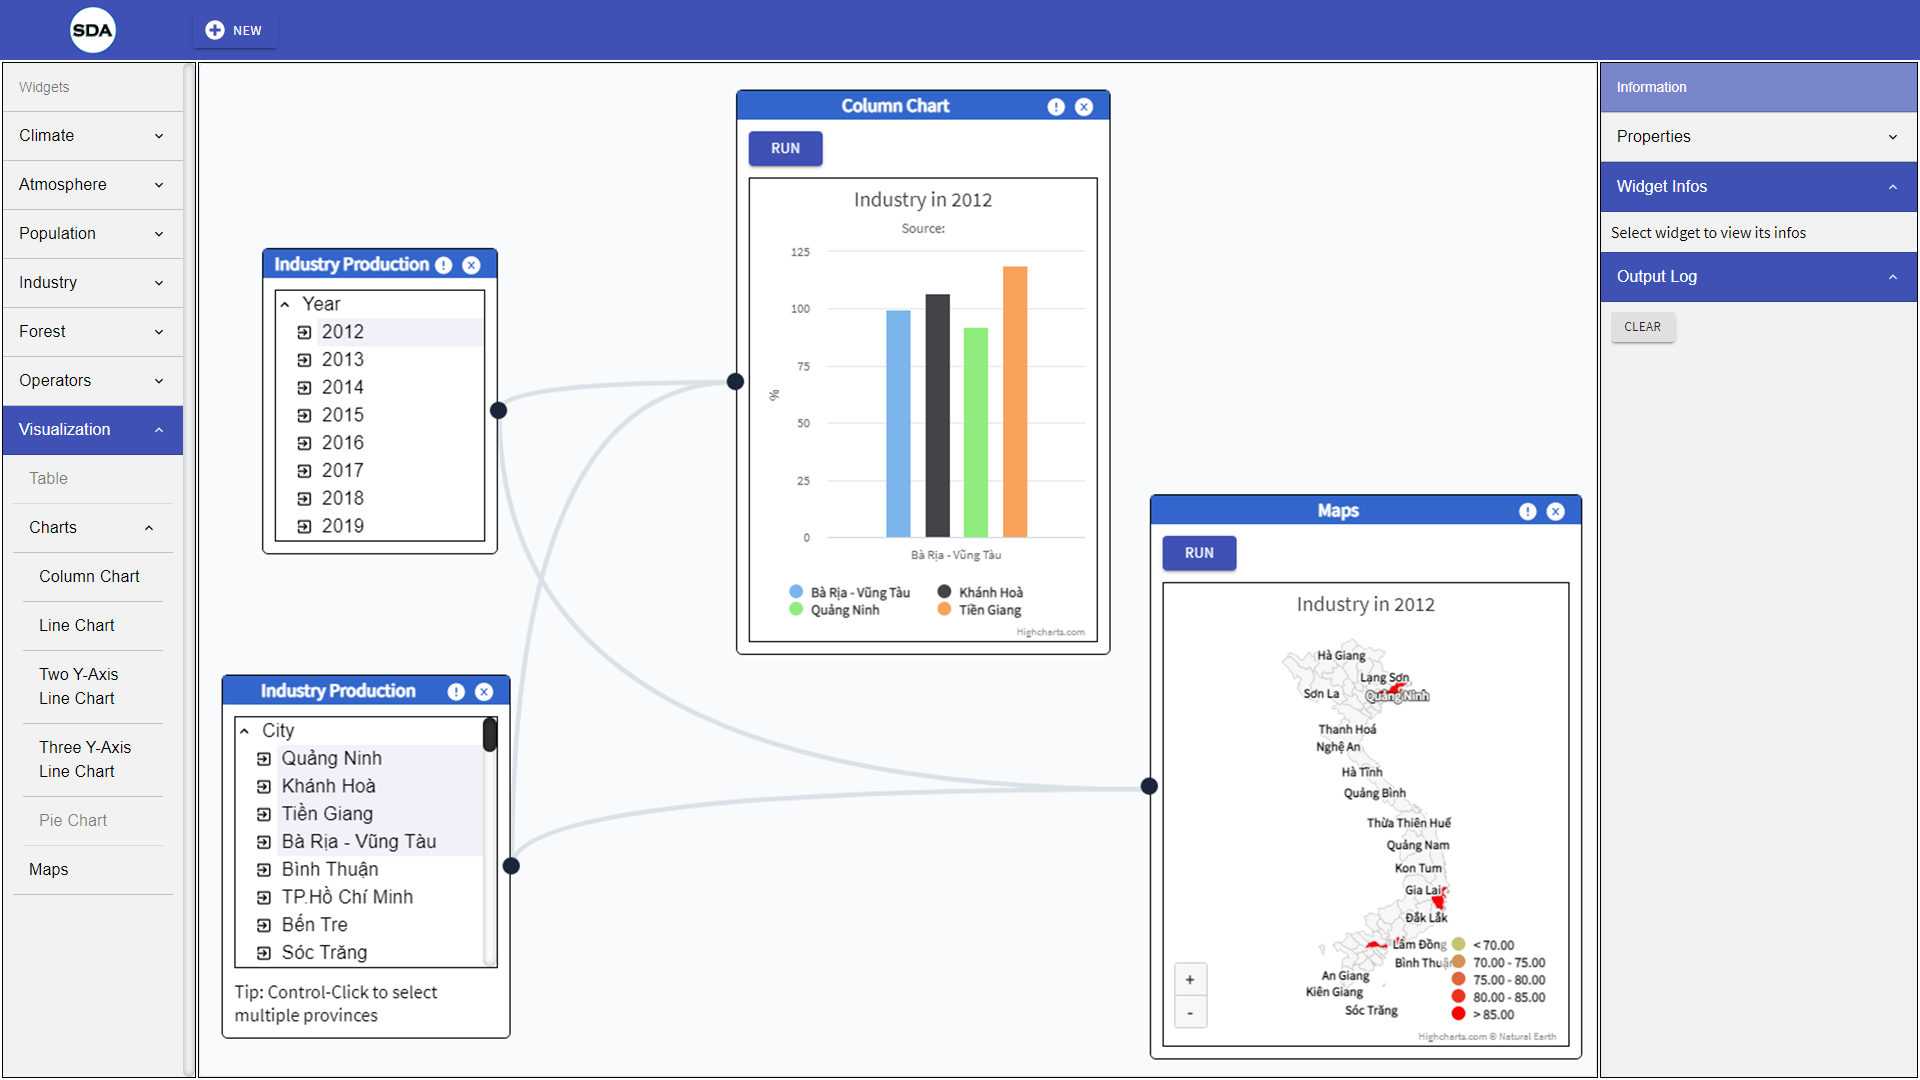 SDA
NEW
Widgets
Climate
Atmosphere
Population
Industry
Forest
Operators
Visualization
Table
Charts
Column Chart
Line Chart
Two Y-Axis
Line Chart
Three Y-Axis
Line Chart
Pie Chart
Maps
Industry Production
Year
2012
2013
2014
2015
2016
2017
2018
2019
Industry Production
City
Quảng Ninh
Khánh Hoà
Tiền Giang
Bà Rịa - Vũng Tàu
Bình Thuận
TP.Hồ Chí Minh
Bến Tre
Sóc Trăng
Tip: Control-Click to select
multiple provinces
Column Chart
RUN
Industry in 2012
Source:
125
100
75
50
25
0
%
Bà Rịa - Vũng Tàu
Bà Rịa - Vũng Tàu
Khánh Hoà
Quảng Ninh
Tiền Giang
Highcharts.com
Maps
RUN
Industry in 2012
Hà Giang
Lạng Sơn
Sơn La
Quảng Ninh
Thanh Hoá
Nghệ An
Hà Tĩnh
Quảng Bình
Thừa Thiên Huế
Quảng Nam
Kon Tum
Gia Lai
Đắk Lắk
Lâm Đồng
Bình Thuận
An Giang
Kiên Giang
Sóc Trăng
< 70.00
70.00 - 75.00
75.00 - 80.00
80.00 - 85.00
> 85.00
+
-
Highcharts.com © Natural Earth
Information
Properties
Widget Infos
Select widget to view its infos
Output Log
CLEAR